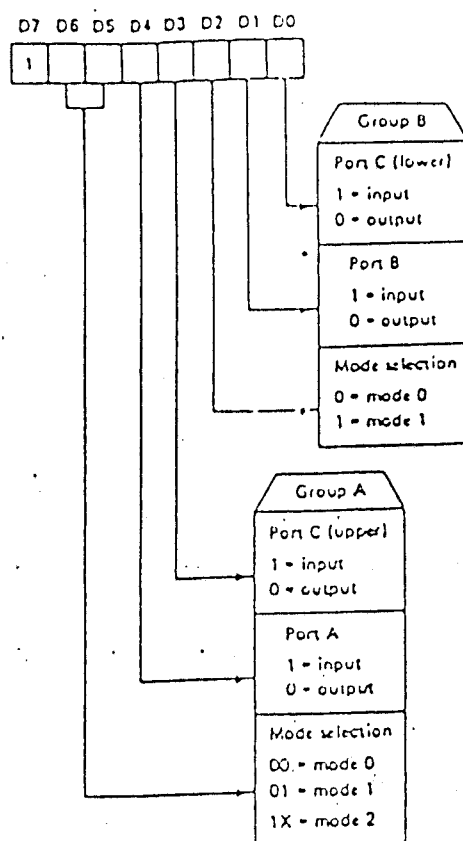 D7 D6 D5 D4 D3 D2 D1 D0
1
Group B
Port C (lower)
1 = input
0 = output
Port B
1 = input
0 = output
Mode selection
0 = mode 0
1 = mode 1
Group A
Port C (upper)
1 = input
0 = output
Port A
1 = input
0 = output
Mode selection
00 = mode 0
01 = mode 1
1X = mode 2